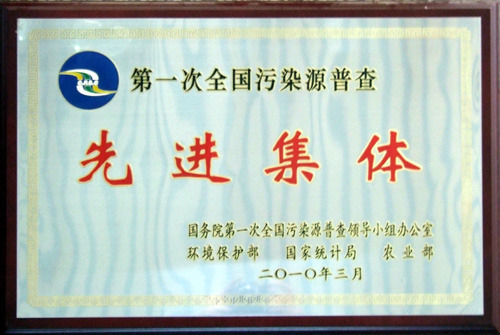 第一次全国污染源普查
先进集体
国务院第一次全国污染源普查领导小组办公室
环境保护部 国家统计局 农业部
二〇一〇年三月